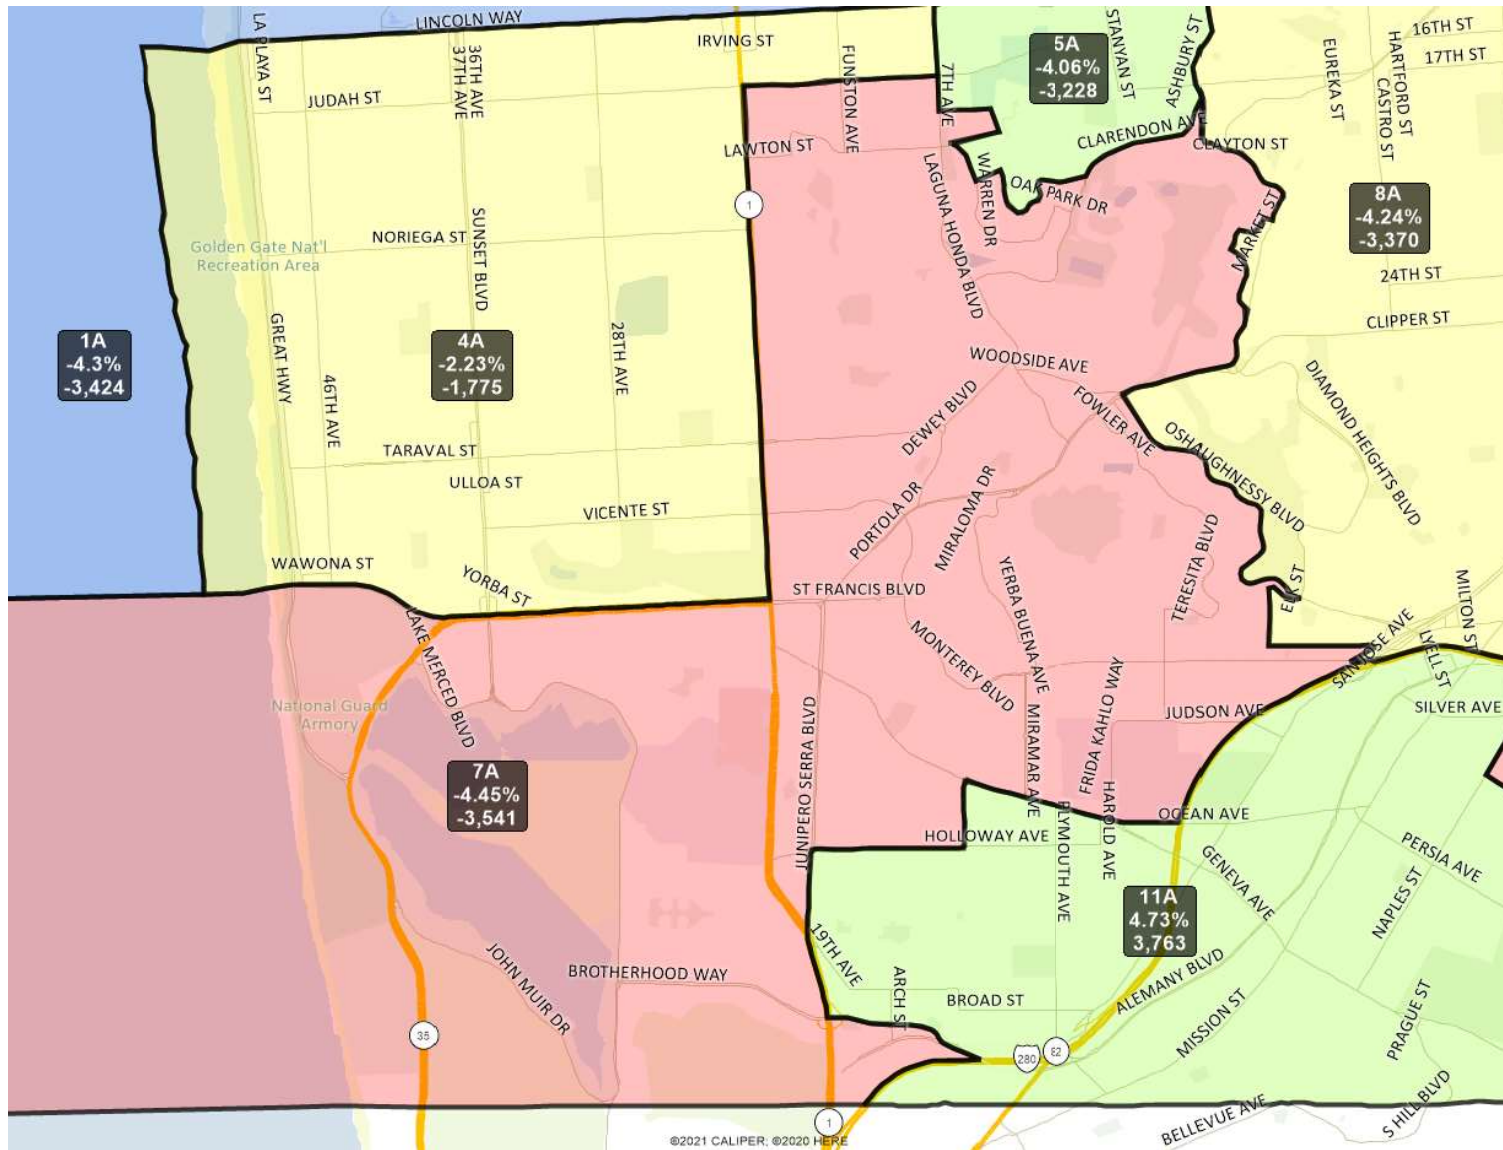 LINCOLN WAY
LA PLAYA ST
37TH AVE
36TH AVE
IRVING ST
FUNSTON AVE
7TH AVE
5A
-4.06%
-3,228
STANYAN ST
ASHBURY ST
EUREKA ST
HARTFORD ST
CASTRO ST
16TH ST
17TH ST
JUDAH ST
LAWTON ST
CLARENDON AVE
CLAYTON ST
LAGUNA HONDA BLVD
WARREN DR
OAK PARK DR
MARKET ST
8A
-4.24%
-3,370
1
SUNSET BLVD
NORIEGA ST
Golden Gate Nat'l
Recreation Area
24TH ST
CLIPPER ST
1A
-4.3%
-3,424
GREAT HWY
46TH AVE
4A
-2.23%
-1,775
28TH AVE
WOODSIDE AVE
DEWEY BLVD
FOWLER AVE
OSHAUGHNESSY BLVD
DIAMOND HEIGHTS BLVD
TARAVAL ST
ULLOA ST
VICENTE ST
PORTOLA DR
MIRALOMA DR
TERESITA BLVD
WAWONA ST
YORBA ST
ST FRANCIS BLVD
YERBA BUENA AVE
ELK ST
MILTON ST
LAKE MERCED BLVD
MONTEREY BLVD
SAN JOSE AVE
LYELL ST
National Guard
Armory
JUNIPERO SERRA BLVD
MIRAMAR AVE
FRIDA KAHLO WAY
JUDSON AVE
SILVER AVE
7A
-4.45%
-3,541
HOLLOWAY AVE
PLYMOUTH AVE
HAROLD AVE
OCEAN AVE
GENEVA AVE
PERSIA AVE
NAPLES ST
11A
4.73%
3,763
19TH AVE
BROTHERHOOD WAY
JOHN MUIR DR
ARCH ST
BROAD ST
ALEMANY BLVD
MISSION ST
PRAGUE ST
35
280
82
1
BELLEVUE AVE
S HILL BLVD
©2021 CALIPER; ©2020 HERE